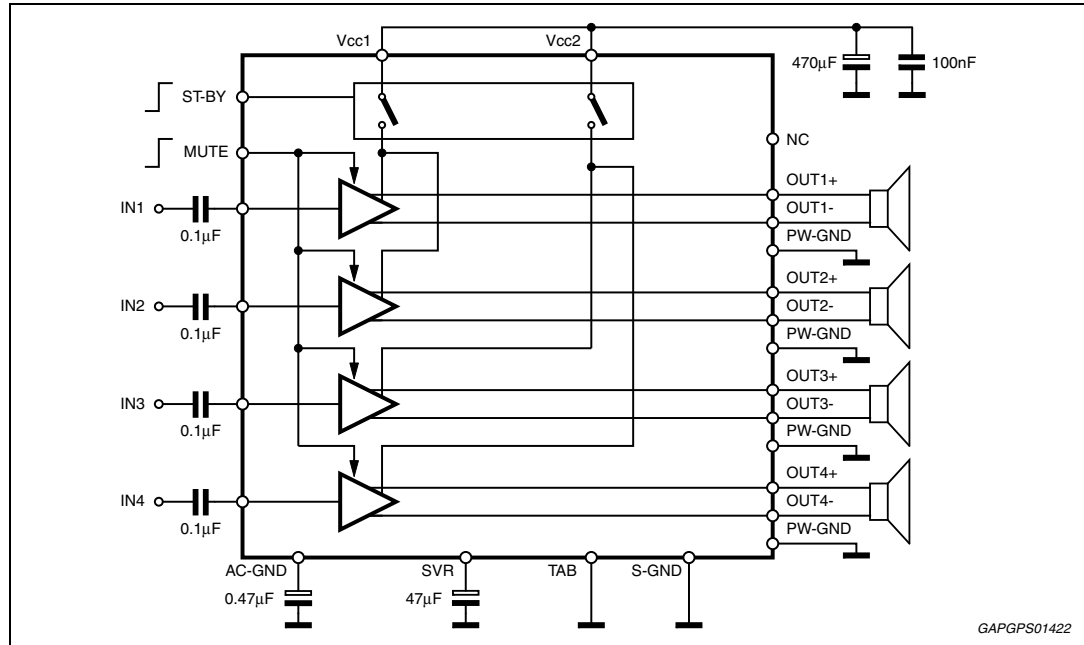 Vcc1
Vcc2
470µF
100nF
ST-BY
MUTE
NC
IN1
0.1µF
OUT1+
OUT1-
PW-GND
IN2
0.1µF
OUT2+
OUT2-
PW-GND
IN3
0.1µF
OUT3+
OUT3-
PW-GND
IN4
0.1µF
OUT4+
OUT4-
PW-GND
AC-GND
SVR
TAB
S-GND
0.47µF
47µF
GAPGPS01422